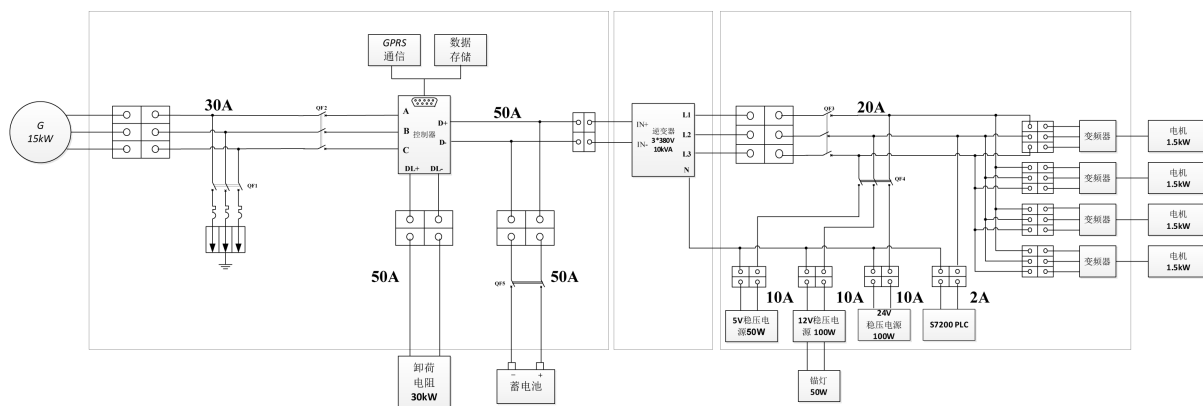 GPRS
通信
数据
存储
G
15kW
30A
QF2
A
B
C
控制器
D+
D-
DL+
DL-
50A
IN+
IN-
逆变器
3*380V
10kVA
L1
L2
L3
N
QF3
20A
变频器
电机
1.5kW
变频器
电机
1.5kW
变频器
电机
1.5kW
变频器
电机
1.5kW
QF1
QF4
50A
QF5
50A
10A
10A
10A
2A
5V稳压电
源50W
12V稳压电
源 100W
24V
稳压电源
100W
S7200 PLC
卸荷
电阻
30kW
− +
蓄电池
锚灯
50W